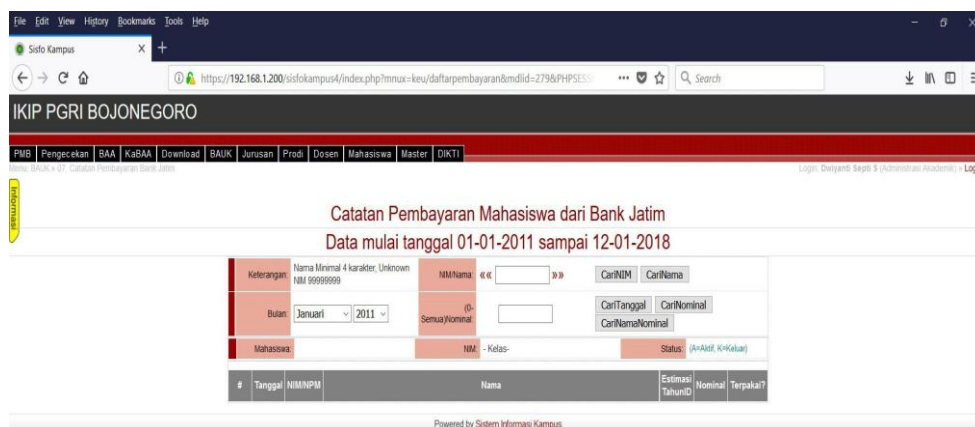 File Edit View History Bookmarks Tools Help
Sisfo Kampus
https://192.168.1.200/sisfokampus4/index.php?mnux=keu/daftarpembayaran&mdlid=279&PHPSES
Search
IKIP PGRI BOJONEGORO
PMB Pengecekan BAA KaBAA Download BAUK Jurusan Prodi Dosen Mahasiswa Master DIKTI
Menu: BAUK » 07. Catatan Pembayaran Bank Jatim
Login: Dwiyanti Septi S (Administrasi Akademik) » Log
Informasi
Catatan Pembayaran Mahasiswa dari Bank Jatim
Data mulai tanggal 01-01-2011 sampai 12-01-2018
Keterangan: Nama Minimal 4 karakter, Unknown NIM/Nama: «« »» CariNIM CariNama
NIM 99999999
Bulan: Januari 2011 (0- CariTanggal CariNominal
Semua)Nominal: CariNamaNominal
Mahasiswa: NIM: - Kelas- Status: (A=Aktif, K=Keluar)
# Tanggal NIM/NPM Nama Estimasi Nominal Terpakai?
TahunID
Powered by Sistem Informasi Kampus